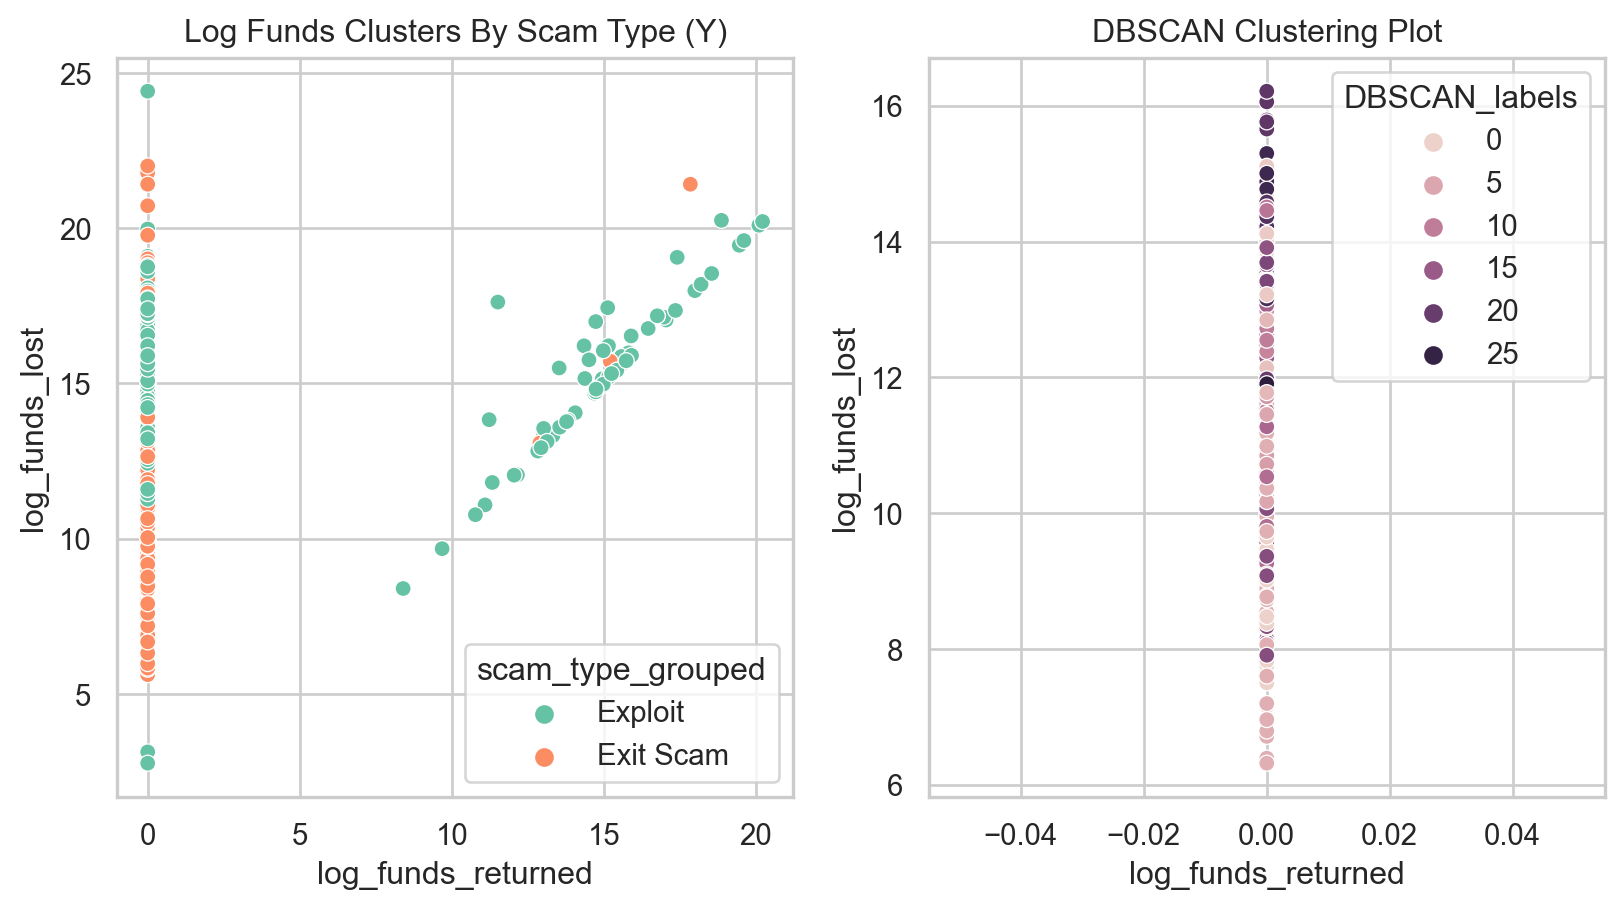 Log Funds Clusters By Scam Type (Y)
25
20
15
10
5
log_funds_lost
0
5
10
15
20
log_funds_returned
scam_type_grouped
Exploit
Exit Scam
DBSCAN Clustering Plot
16
14
12
10
8
6
log_funds_lost
−0.04
−0.02
0.00
0.02
0.04
log_funds_returned
DBSCAN_labels
0
5
10
15
20
25